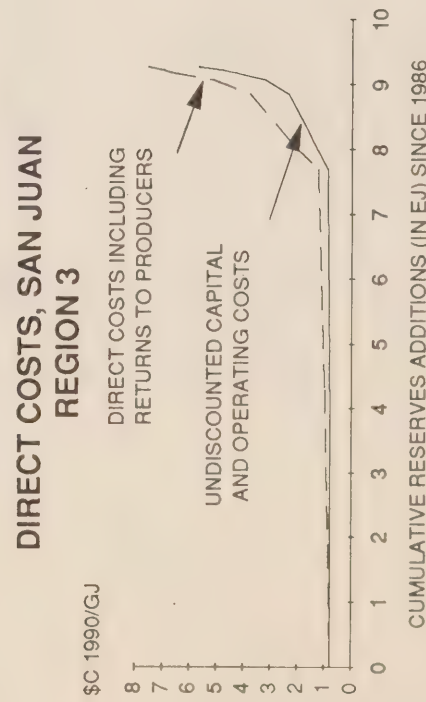 DIRECT COSTS, SAN JUAN
REGION 3
$C 1990/GJ
DIRECT COSTS INCLUDING
RETURNS TO PRODUCERS
UNDISCOUNTED CAPITAL
AND OPERATING COSTS
8
7
6
5
4
3
2
1
0
0 1 2 3 4 5 6 7 8 9 10
CUMULATIVE RESERVES ADDITIONS (IN EJ) SINCE 1986